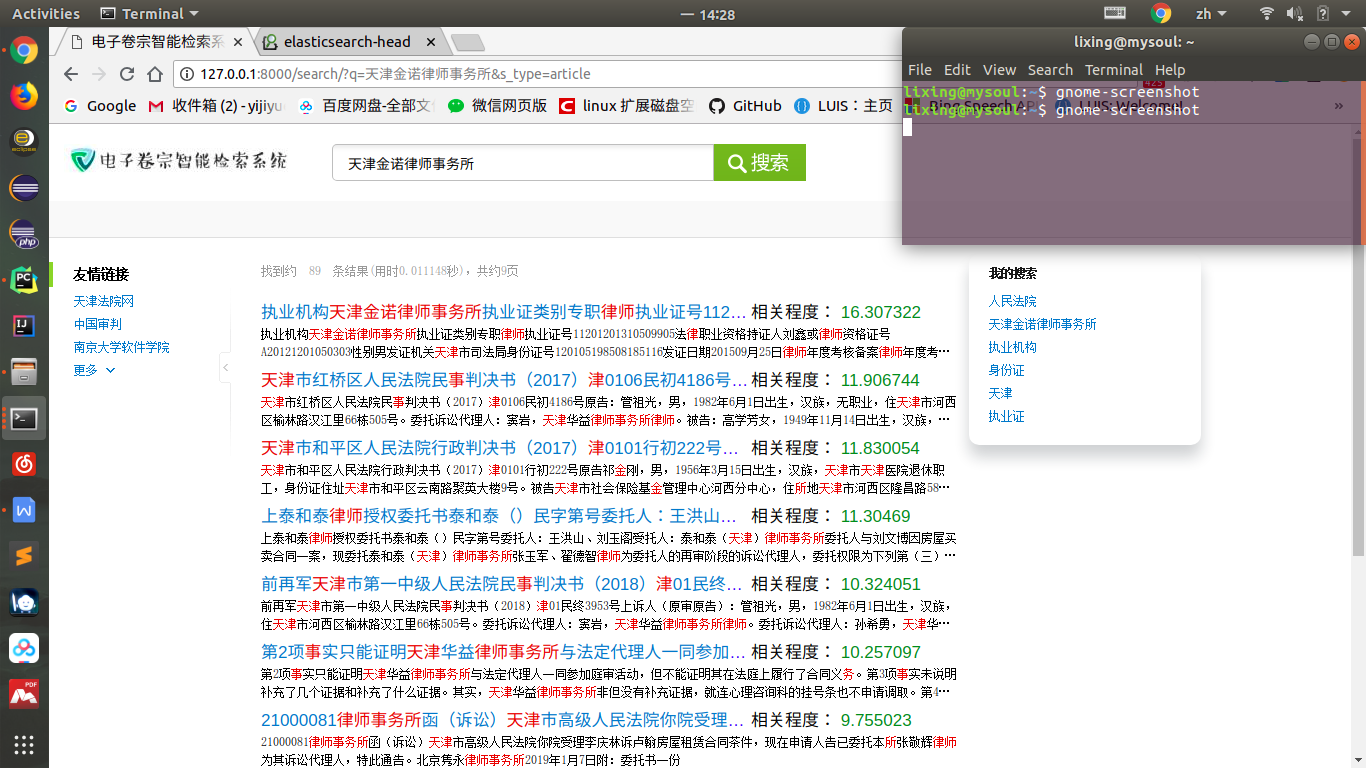 Activities
Terminal
14:28
zh
电子卷宗智能检索系
elasticsearch-head
127.0.0.1:8000/search/?q=天津金诺律师事务所&s_type=article
Google
收件箱 (2) - yijiyu
百度网盘-全部文
微信网页版
linux 扩展磁盘空
GitHub
LUIS：主页
lixing@mysoul: ~
File Edit View Search Terminal Help
lixing@mysoul:~$ gnome-screenshot
lixing@mysoul:~$ gnome-screenshot
电子卷宗智能检索系统
天津金诺律师事务所
搜索
友情链接
天津法院网
中国审判
南京大学软件学院
更多
找到约 89 条结果(用时0.011148秒)，共约9页
执业机构天津金诺律师事务所执业证类别专职律师执业证号112... 相关程度： 16.307322
执业机构天津金诺律师事务所执业证类别专职律师执业证号11201201310509905法律职业资格持证人刘鑫或律师资格证号
A20121201050303性别男发证机关天津市司法局身份证号120105198508185116发证日期201509月25日律师年度考核备案律师年度考…
天津市红桥区人民法院民事判决书（2017）津0106民初4186号... 相关程度： 11.906744
天津市红桥区人民法院民事判决书（2017）津0106民初4186号原告：管祖光，男，1982年6月1日出生，汉族，无职业，住天津市河西
区榆林路汉江里66栋505号。委托诉讼代理人：窦岩，天津华益律师事务所律师。被告：高学芳女，1949年11月14日出生，汉族，…
天津市和平区人民法院行政判决书（2017）津0101行初222号... 相关程度： 11.830054
天津市和平区人民法院行政判决书（2017）津0101行初222号原告祁金刚，男，1956年3月15日出生，汉族，天津市天津医院退休职
工，身份证住址天津市和平区云南路聚英大楼9号。被告天津市社会保险基金管理中心河西分中心，住所地天津市河西区隆昌路58…
上泰和泰律师授权委托书泰和泰（）民字第号委托人：王洪山... 相关程度： 11.30469
上泰和泰律师授权委托书泰和泰（）民字第号委托人：王洪山、刘玉阁受托人：泰和泰（天津）律师事务所委托人与刘文博因房屋买
卖合同一案，现委托泰和泰（天津）律师事务所张玉军、翟德智律师为委托人的再审阶段的诉讼代理人，委托权限为下列第（三）…
前再军天津市第一中级人民法院民事判决书（2018）津01民终... 相关程度： 10.324051
前再军天津市第一中级人民法院民事判决书（2018）津01民终3953号上诉人（原审原告）：管祖光，男，1982年6月1日出生，汉族，
住天津市河西区榆林路汉江里66栋505号。委托诉讼代理人：窦岩，天津华益律师事务所律师。委托诉讼代理人：孙希勇，天津华…
第2项事实只能证明天津华益律师事务所与法定代理人一同参加... 相关程度： 10.257097
第2项事实只能证明天津华益律师事务所与法定代理人一同参加庭审活动，但不能证明其在法庭上履行了合同义务。第3项事实未说明
补充了几个证据和补充了什么证据。其实，天津华益律师事务所非但没有补充证据，就连心理咨询科的挂号条也不申请调取。第4…
21000081律师事务所函（诉讼）天津市高级人民法院你院受理... 相关程度： 9.755023
21000081律师事务所函（诉讼）天津市高级人民法院你院受理李庆林诉卢翰房屋租赁合同茶件，现在申请人告已委托本所张敬辉律师
为其诉讼代理人，特此通告。北京隽永律师事务所2019年1月7日附：委托书一份
我的搜索
人民法院
天津金诺律师事务所
执业机构
身份证
天津
执业证